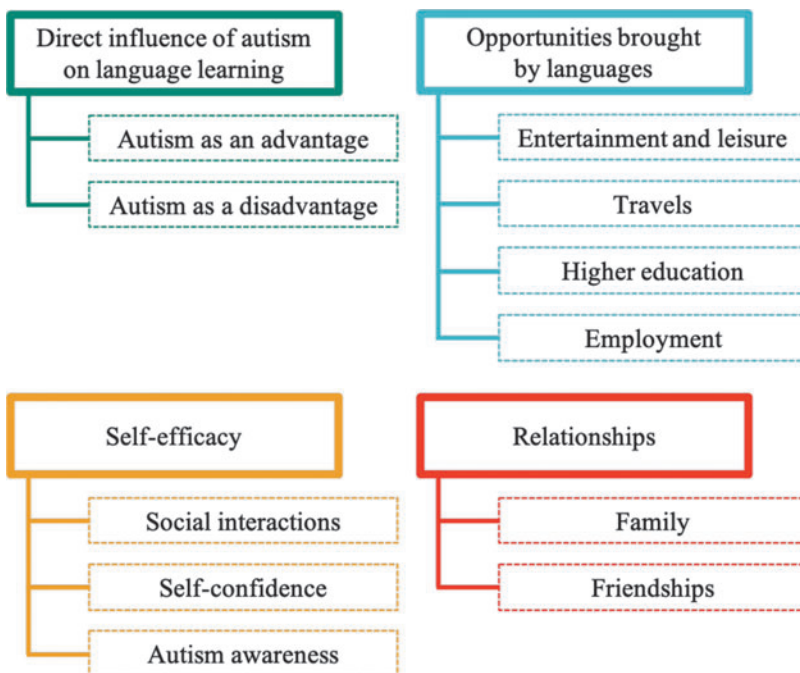 Direct influence of autism
on language learning
Autism as an advantage
Autism as a disadvantage
Opportunities brought
by languages
Entertainment and leisure
Travels
Higher education
Employment
Self-efficacy
Social interactions
Self-confidence
Autism awareness
Relationships
Family
Friendships